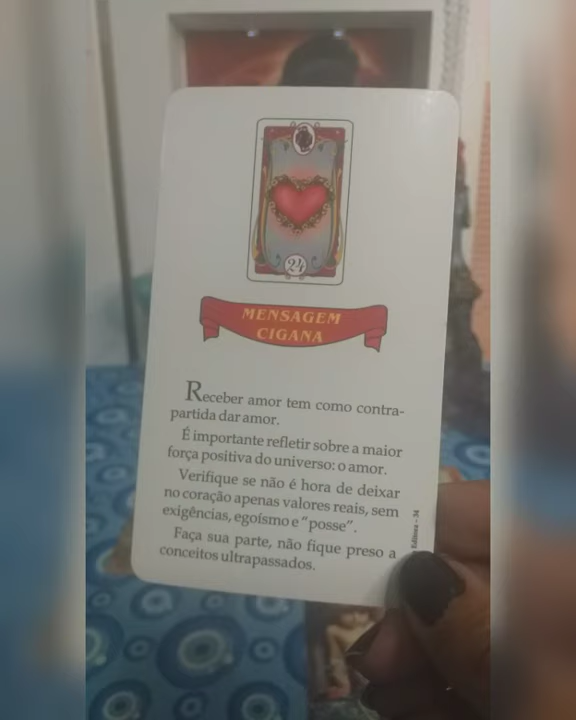 24
MENSAGEM
CIGANA
Receber amor tem como contra-
partida dar amor.
É importante refletir sobre a maior
força positiva do universo: o amor.
Verifique se não é hora de deixar
no coração apenas valores reais, sem
exigências, egoísmo e "posse".
Faça sua parte, não fique preso a
conceitos ultrapassados.
Editora - 34